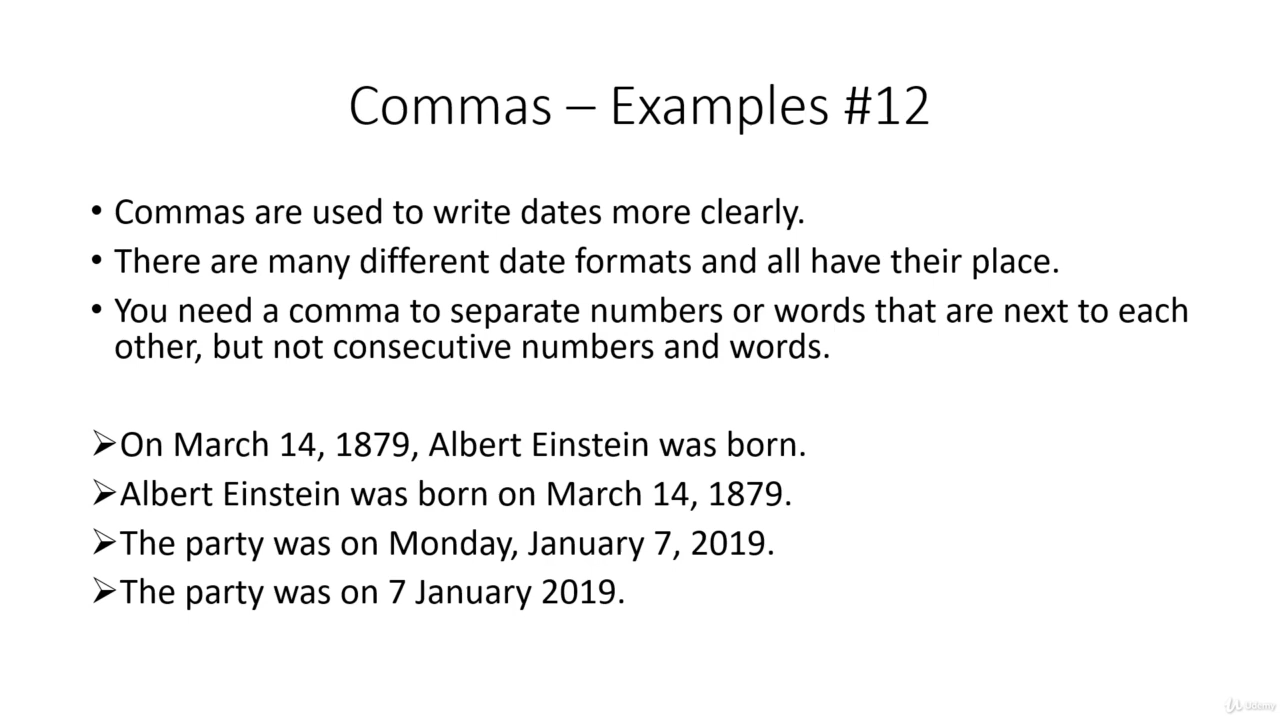 Commas – Examples #12
• Commas are used to write dates more clearly.
• There are many different date formats and all have their place.
• You need a comma to separate numbers or words that are next to each
other, but not consecutive numbers and words.
➢On March 14, 1879, Albert Einstein was born.
➢Albert Einstein was born on March 14, 1879.
➢The party was on Monday, January 7, 2019.
➢The party was on 7 January 2019.
Udemy